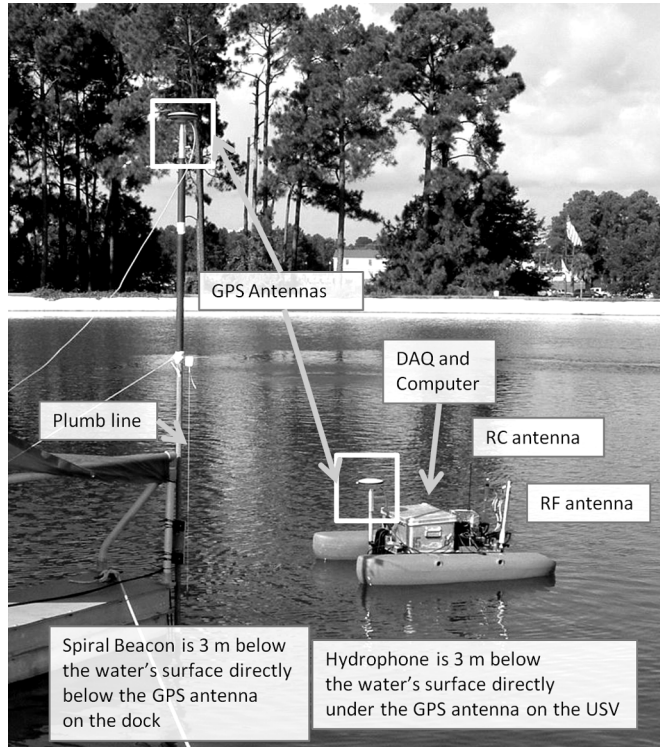 GPS Antennas
DAQ and
Computer
Plumb line
RC antenna
RF antenna
Spiral Beacon is 3 m below
the water's surface directly
below the GPS antenna
on the dock
Hydrophone is 3 m below
the water's surface directly
under the GPS antenna on the USV